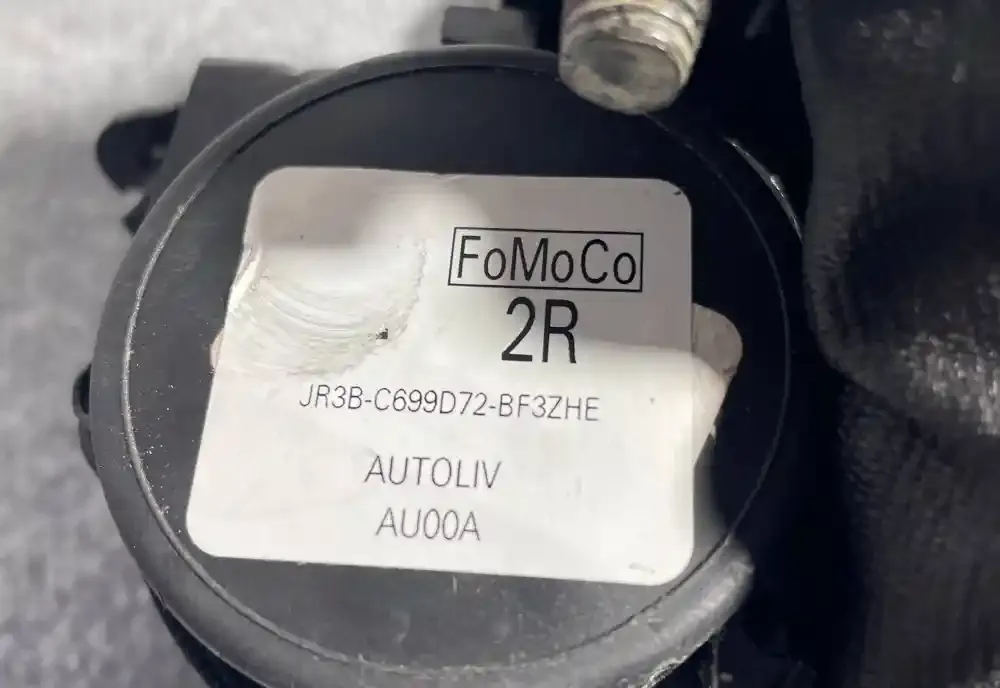 FoMoCo
2R
JR3B-C699D72-BF3ZHE
AUTOLIV
AU00A